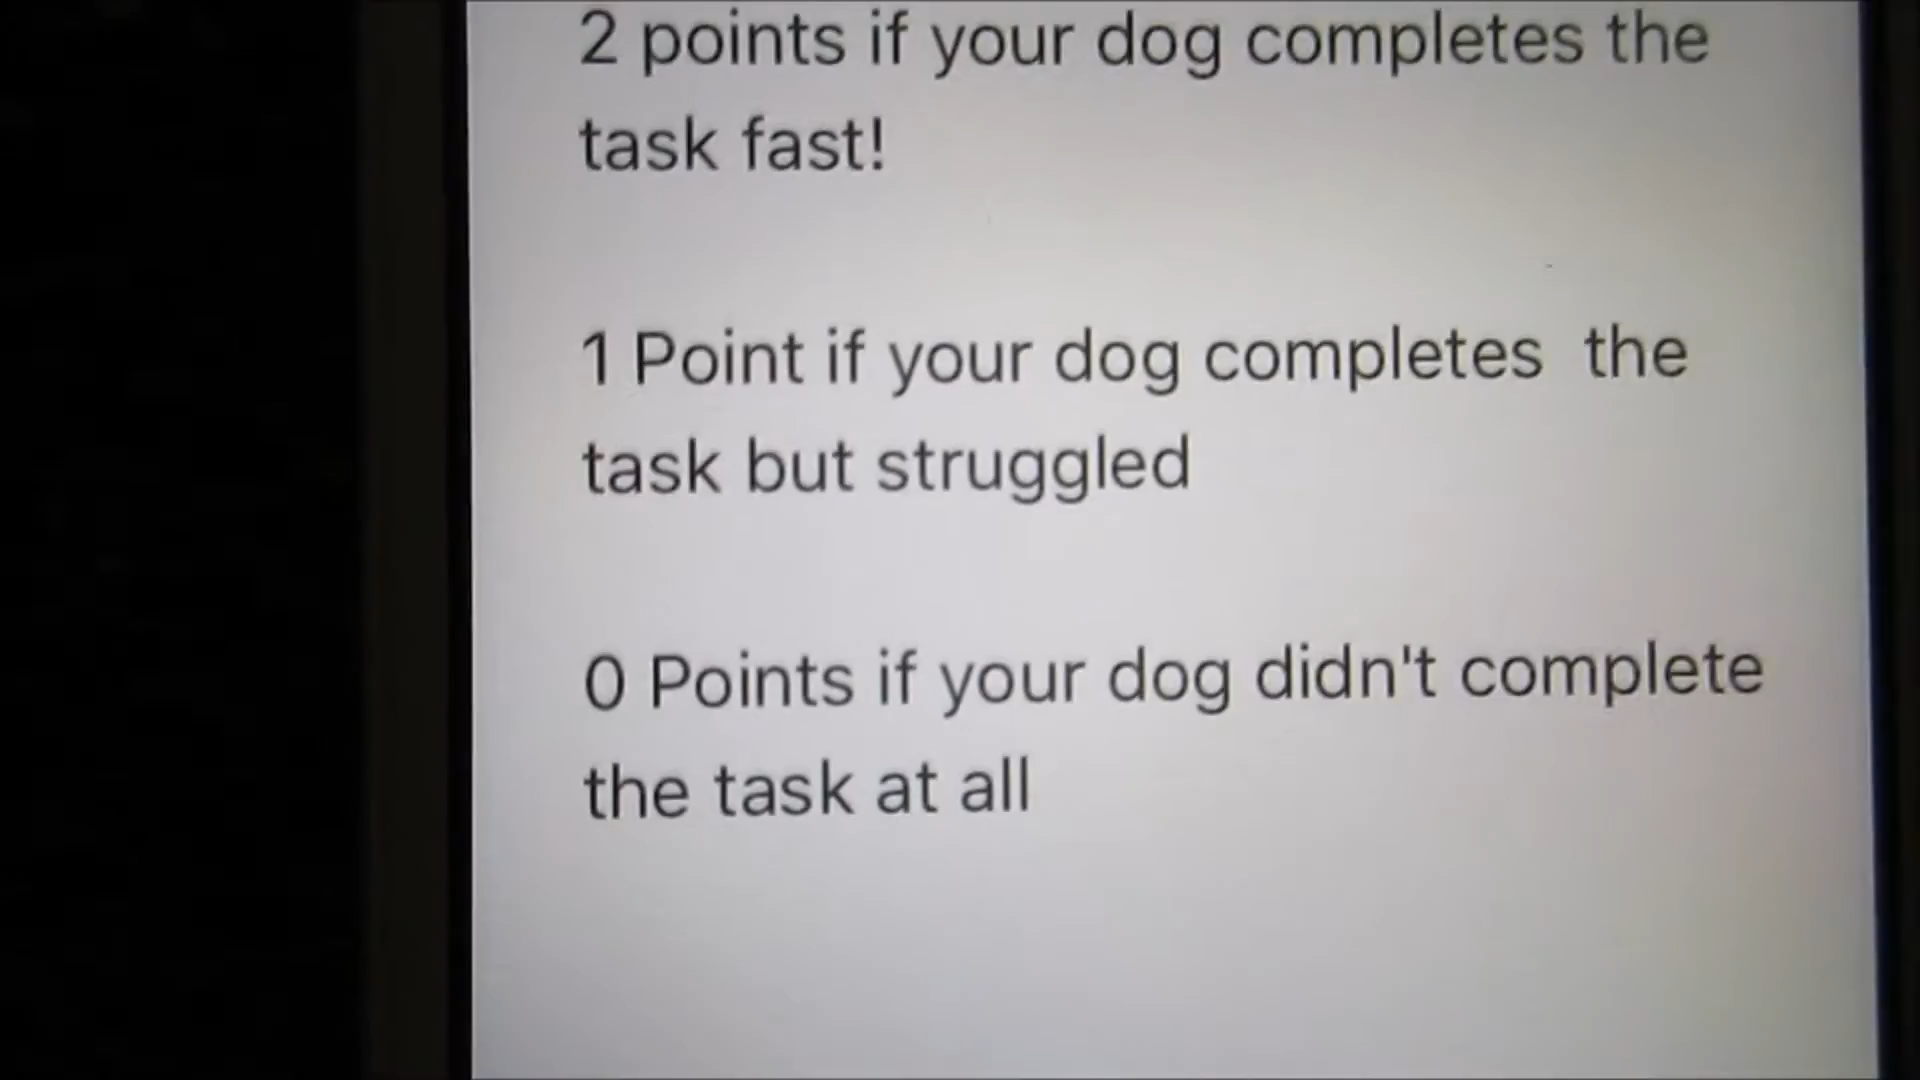 2 points if your dog completes the
task fast!
1 Point if your dog completes  the
task but struggled
0 Points if your dog didn't complete
the task at all